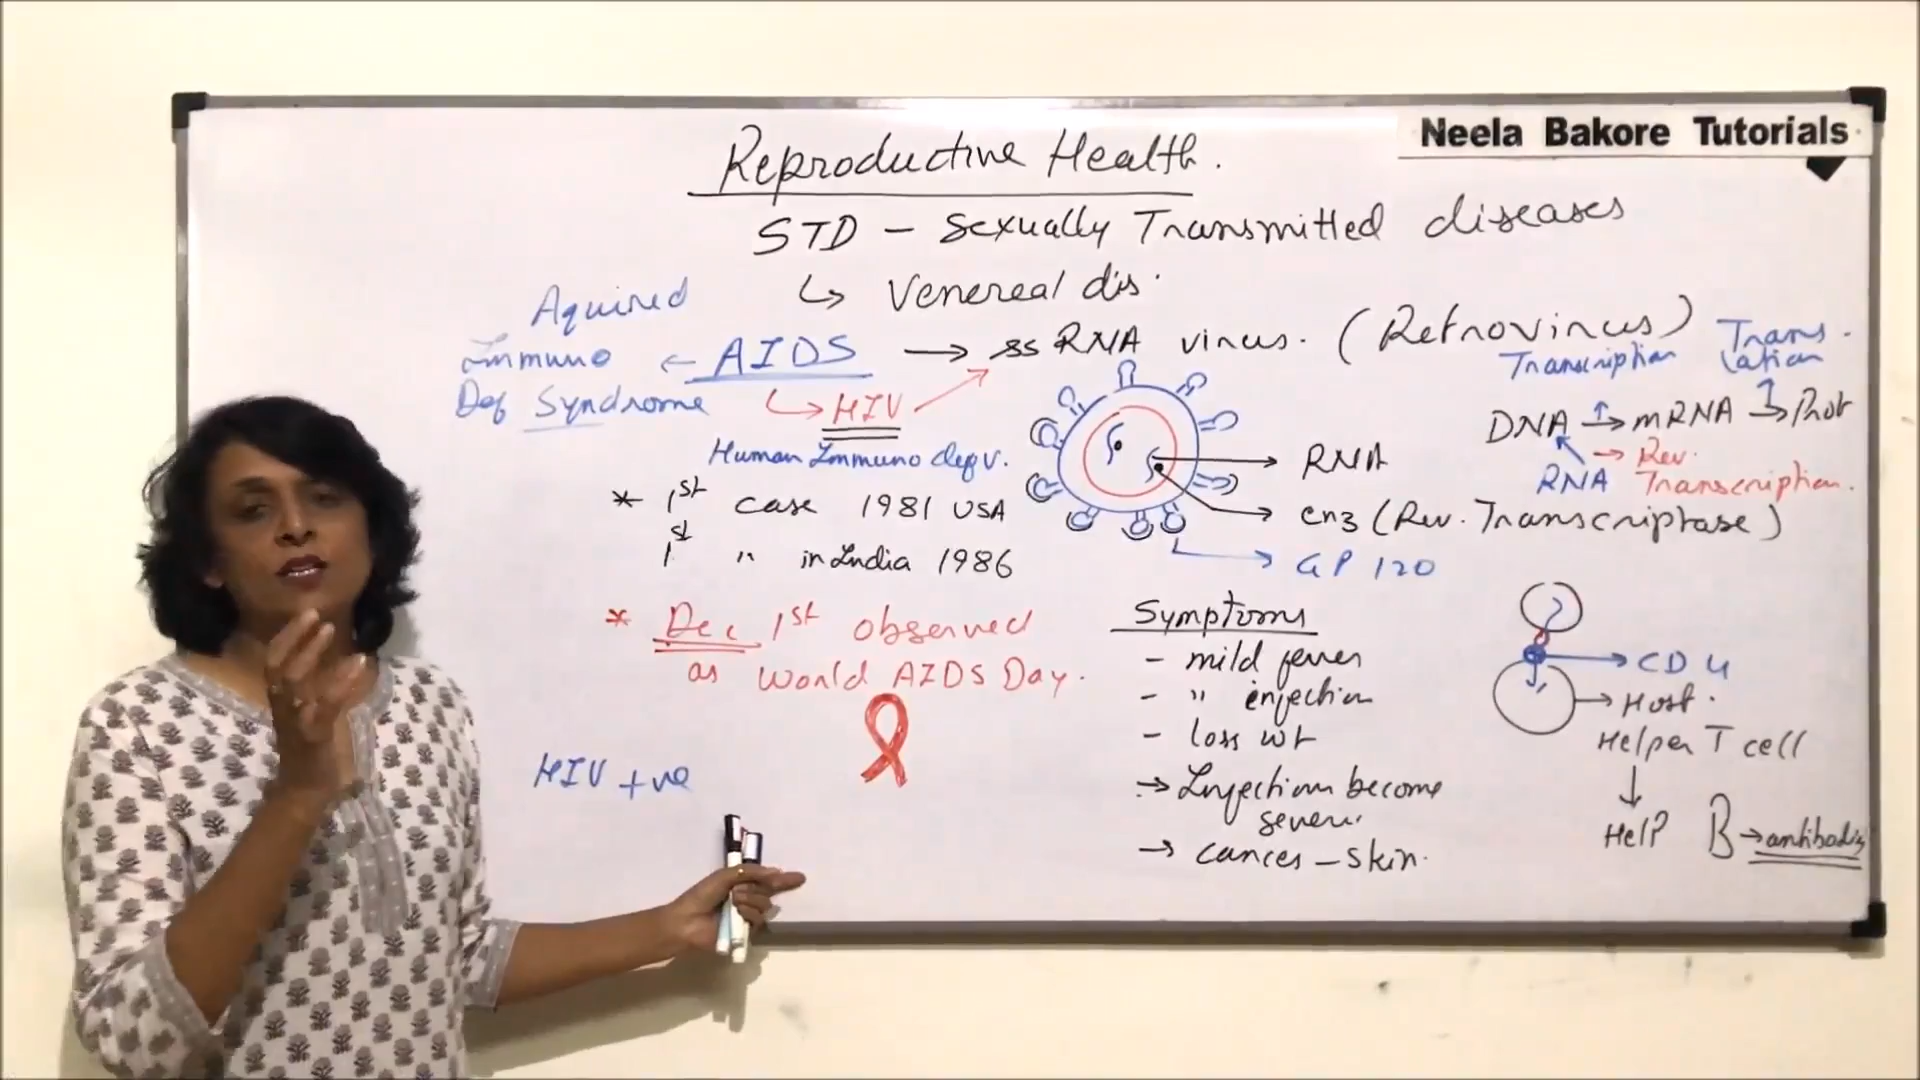 Neela Bakore Tutorials
Reproductive Health.
STD - Sexually Transmitted diseases
↳ Venereal dis.
Aquired
Immuno ← AIDS → ss RNA virus. (Retrovirus)
Def Syndrome
↳ HIV
Human Immuno def v.
* 1st case 1981 USA
1st " in India 1986
* Dec 1st observed
as World AIDS Day.
HIV +ve
RNA
enz (Rev. Transcriptase)
GP 120
Transcription Trans.
lation
DNA → mRNA → Prot
RNA → Rev.
Transcription.
Symptoms
- mild fever
- " infection
- loss wt
→ Infection become
severe.
→ cancer - skin.
CD4
→ Host.
Helper T cell
↓
Help B → antibodies